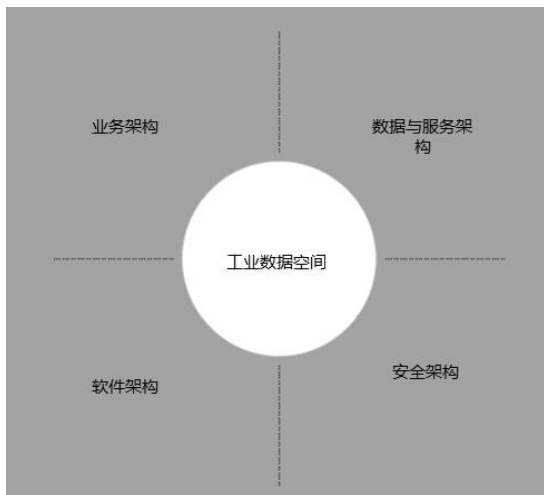 业务架构
数据与服务架
构
工业数据空间
软件架构
安全架构